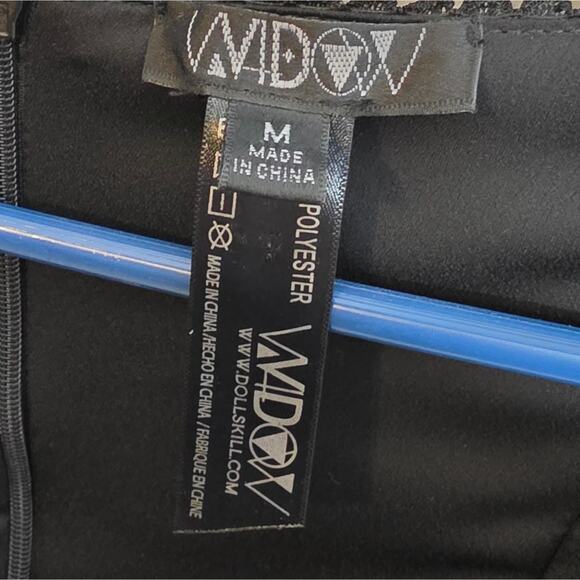 WIDOW
M
MADE
IN CHINA
POLYESTER
WIDOW
WWW.DOLLSKILL.COM
MADE IN CHINA/HECHO EN CHINA / FABRIQUE EN CHINE